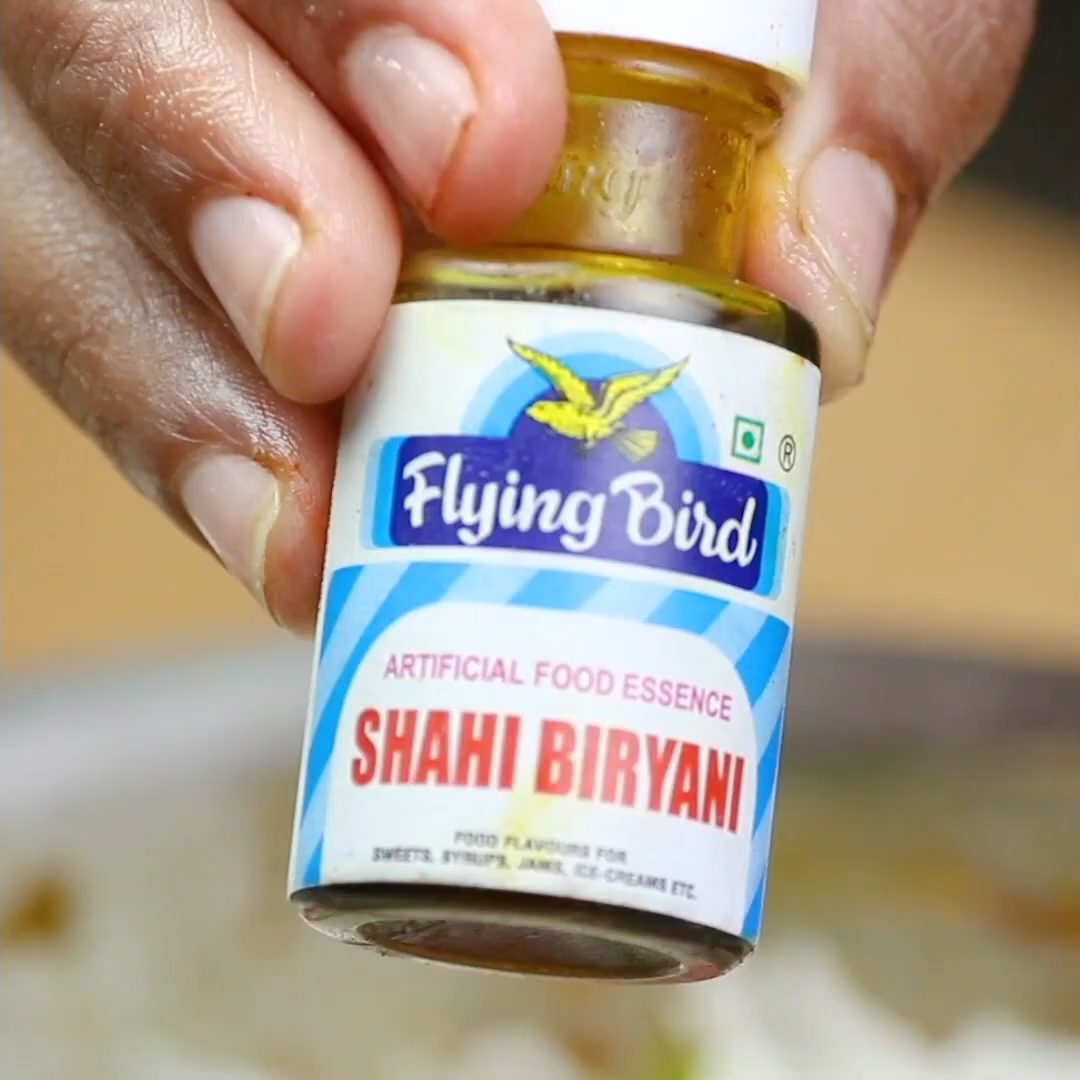 ®
Flying Bird
ARTIFICIAL FOOD ESSENCE
SHAHI BIRYANI
FOOD FLAVOURS FOR
SWEETS, SYRUPS, JAMS, ICE-CREAMS ETC.